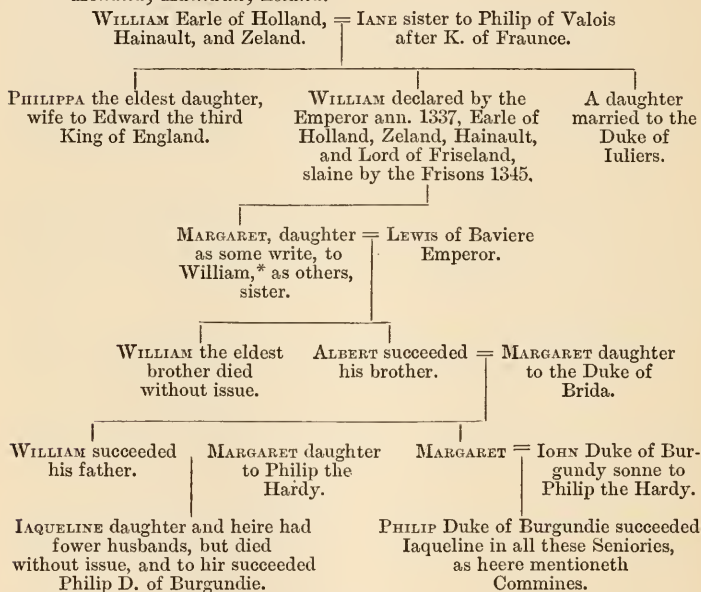 WILLIAM Earle of Holland,
Hainault, and Zeland.
= IANE sister to Philip of Valois
after K. of Fraunce.
PHILIPPA the eldest daughter,
wife to Edward the third
King of England.
WILLIAM declared by the
Emperor ann. 1337, Earle of
Holland, Zeland, Hainault,
and Lord of Friseland,
slaine by the Frisons 1345.
A daughter
married to the
Duke of
Iuliers.
MARGARET, daughter
as some write, to
William,* as others,
sister.
= LEWIS of Baviere
Emperor.
WILLIAM the eldest
brother died
without issue.
ALBERT succeeded
his brother.
= MARGARET daughter
to the Duke of
Brida.
WILLIAM succeeded
his father.
MARGARET daughter
to Philip the
Hardy.
MARGARET
= IOHN Duke of Bur-
gundy sonne to
Philip the Hardy.
IAQUELINE daughter and heire had
fower husbands, but died
without issue, and to hir succeeded
Philip D. of Burgundie.
PHILIP Duke of Burgundie succeeded
Iaqueline in all these Seniories,
as heere mentioneth
Commines.